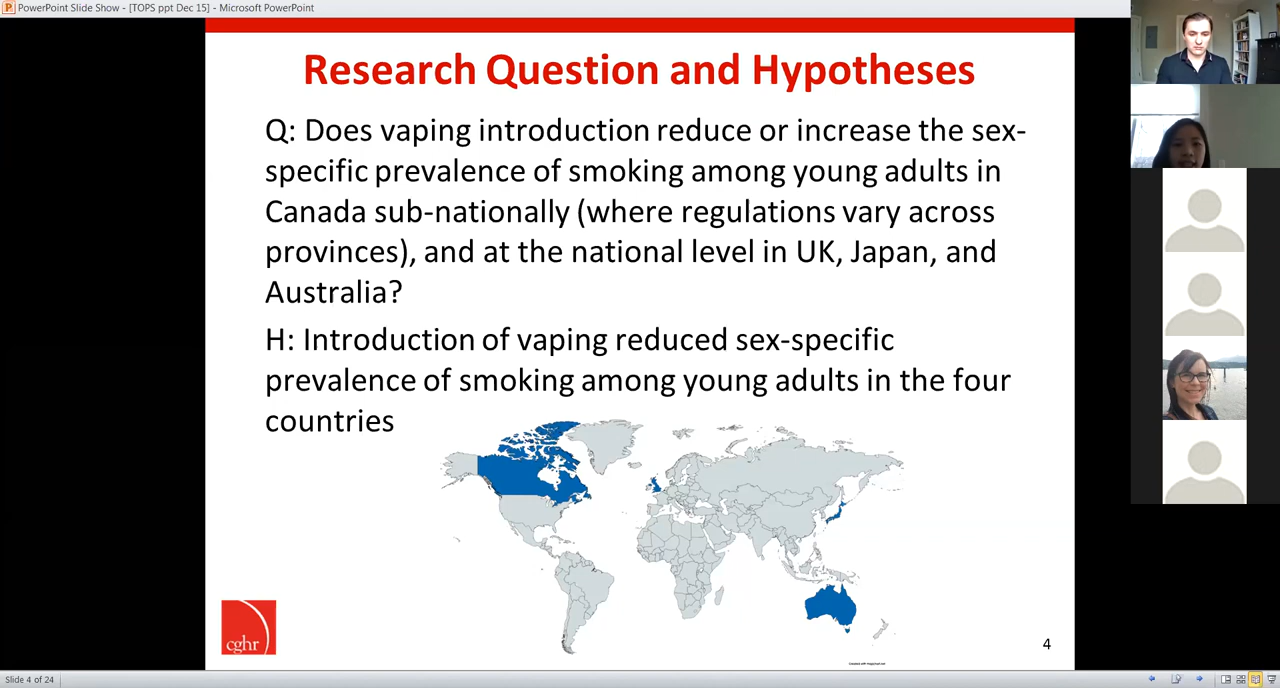 PowerPoint Slide Show - [TOPS ppt Dec 15] - Microsoft PowerPoint
Research Question and Hypotheses
Q: Does vaping introduction reduce or increase the sex-
specific prevalence of smoking among young adults in
Canada sub-nationally (where regulations vary across
provinces), and at the national level in UK, Japan, and
Australia?
H: Introduction of vaping reduced sex-specific
prevalence of smoking among young adults in the four
countries
cghr
4
Slide 4 of 24